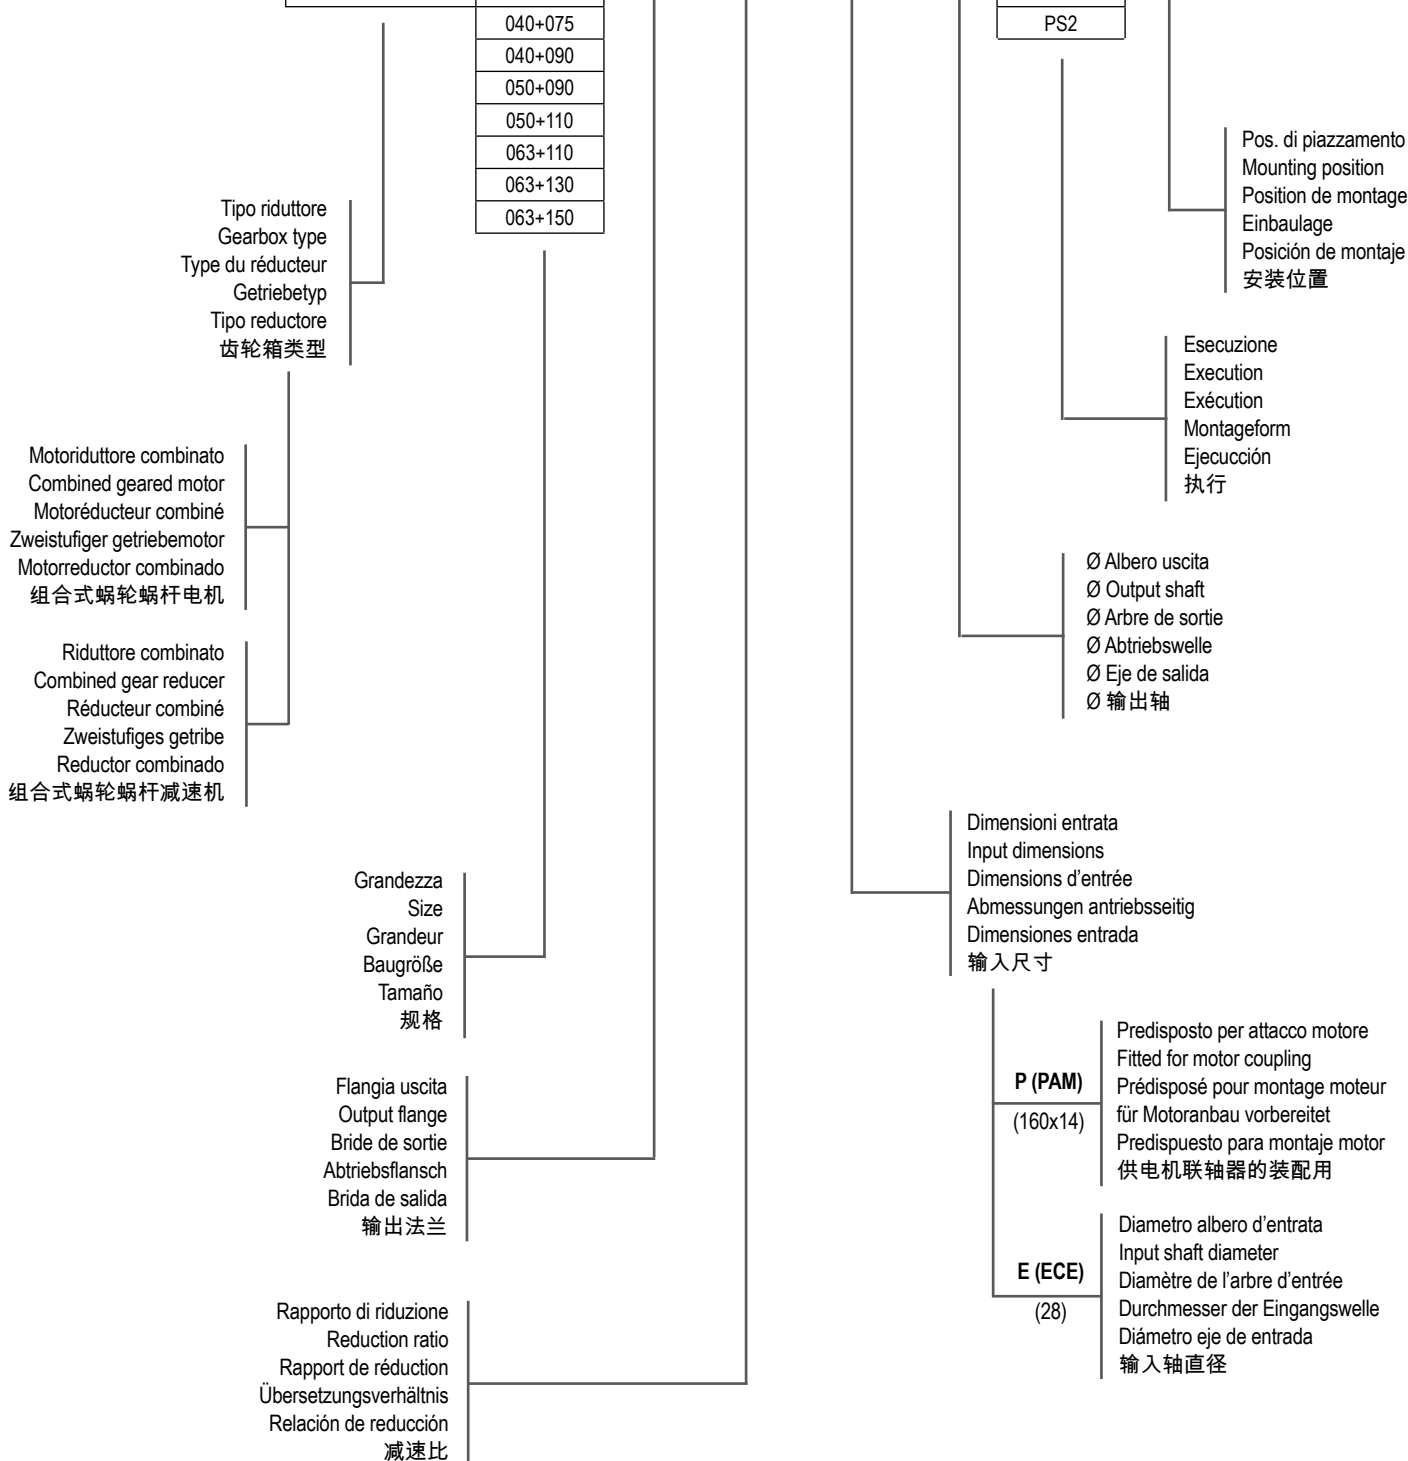 040+075
040+090
050+090
050+110
063+110
063+130
063+150
PS2
Pos. di piazzamento
Mounting position
Position de montage
Einbaulage
Posición de montaje
安装位置
Tipo riduttore
Gearbox type
Type du réducteur
Getriebetyp
Tipo reductore
齿轮箱类型
Esecuzione
Execution
Exécution
Montageform
Ejecucción
执行
Motoriduttore combinato
Combined geared motor
Motoréducteur combiné
Zweistufiger getriebemotor
Motorreductor combinado
组合式蜗轮蜗杆电机
Ø Albero uscita
Ø Output shaft
Ø Arbre de sortie
Ø Abtriebswelle
Ø Eje de salida
Ø 输出轴
Riduttore combinato
Combined gear reducer
Réducteur combiné
Zweistufiges getribe
Reductor combinado
组合式蜗轮蜗杆减速机
Dimensioni entrata
Input dimensions
Dimensions d’entrée
Abmessungen antriebsseitig
Dimensiones entrada
输入尺寸
Grandezza
Size
Grandeur
Baugröße
Tamaño
规格
P (PAM)
(160x14)
Predisposto per attacco motore
Fitted for motor coupling
Prédisposé pour montage moteur
für Motoranbau vorbereitet
Predispuesto para montaje motor
供电机联轴器的装配用
Flangia uscita
Output flange
Bride de sortie
Abtriebsflansch
Brida de salida
输出法兰
E (ECE)
(28)
Diametro albero d’entrata
Input shaft diameter
Diamètre de l’arbre d’entrée
Durchmesser der Eingangswelle
Diámetro eje de entrada
输入轴直径
Rapporto di riduzione
Reduction ratio
Rapport de réduction
Übersetzungsverhältnis
Relación de reducción
减速比